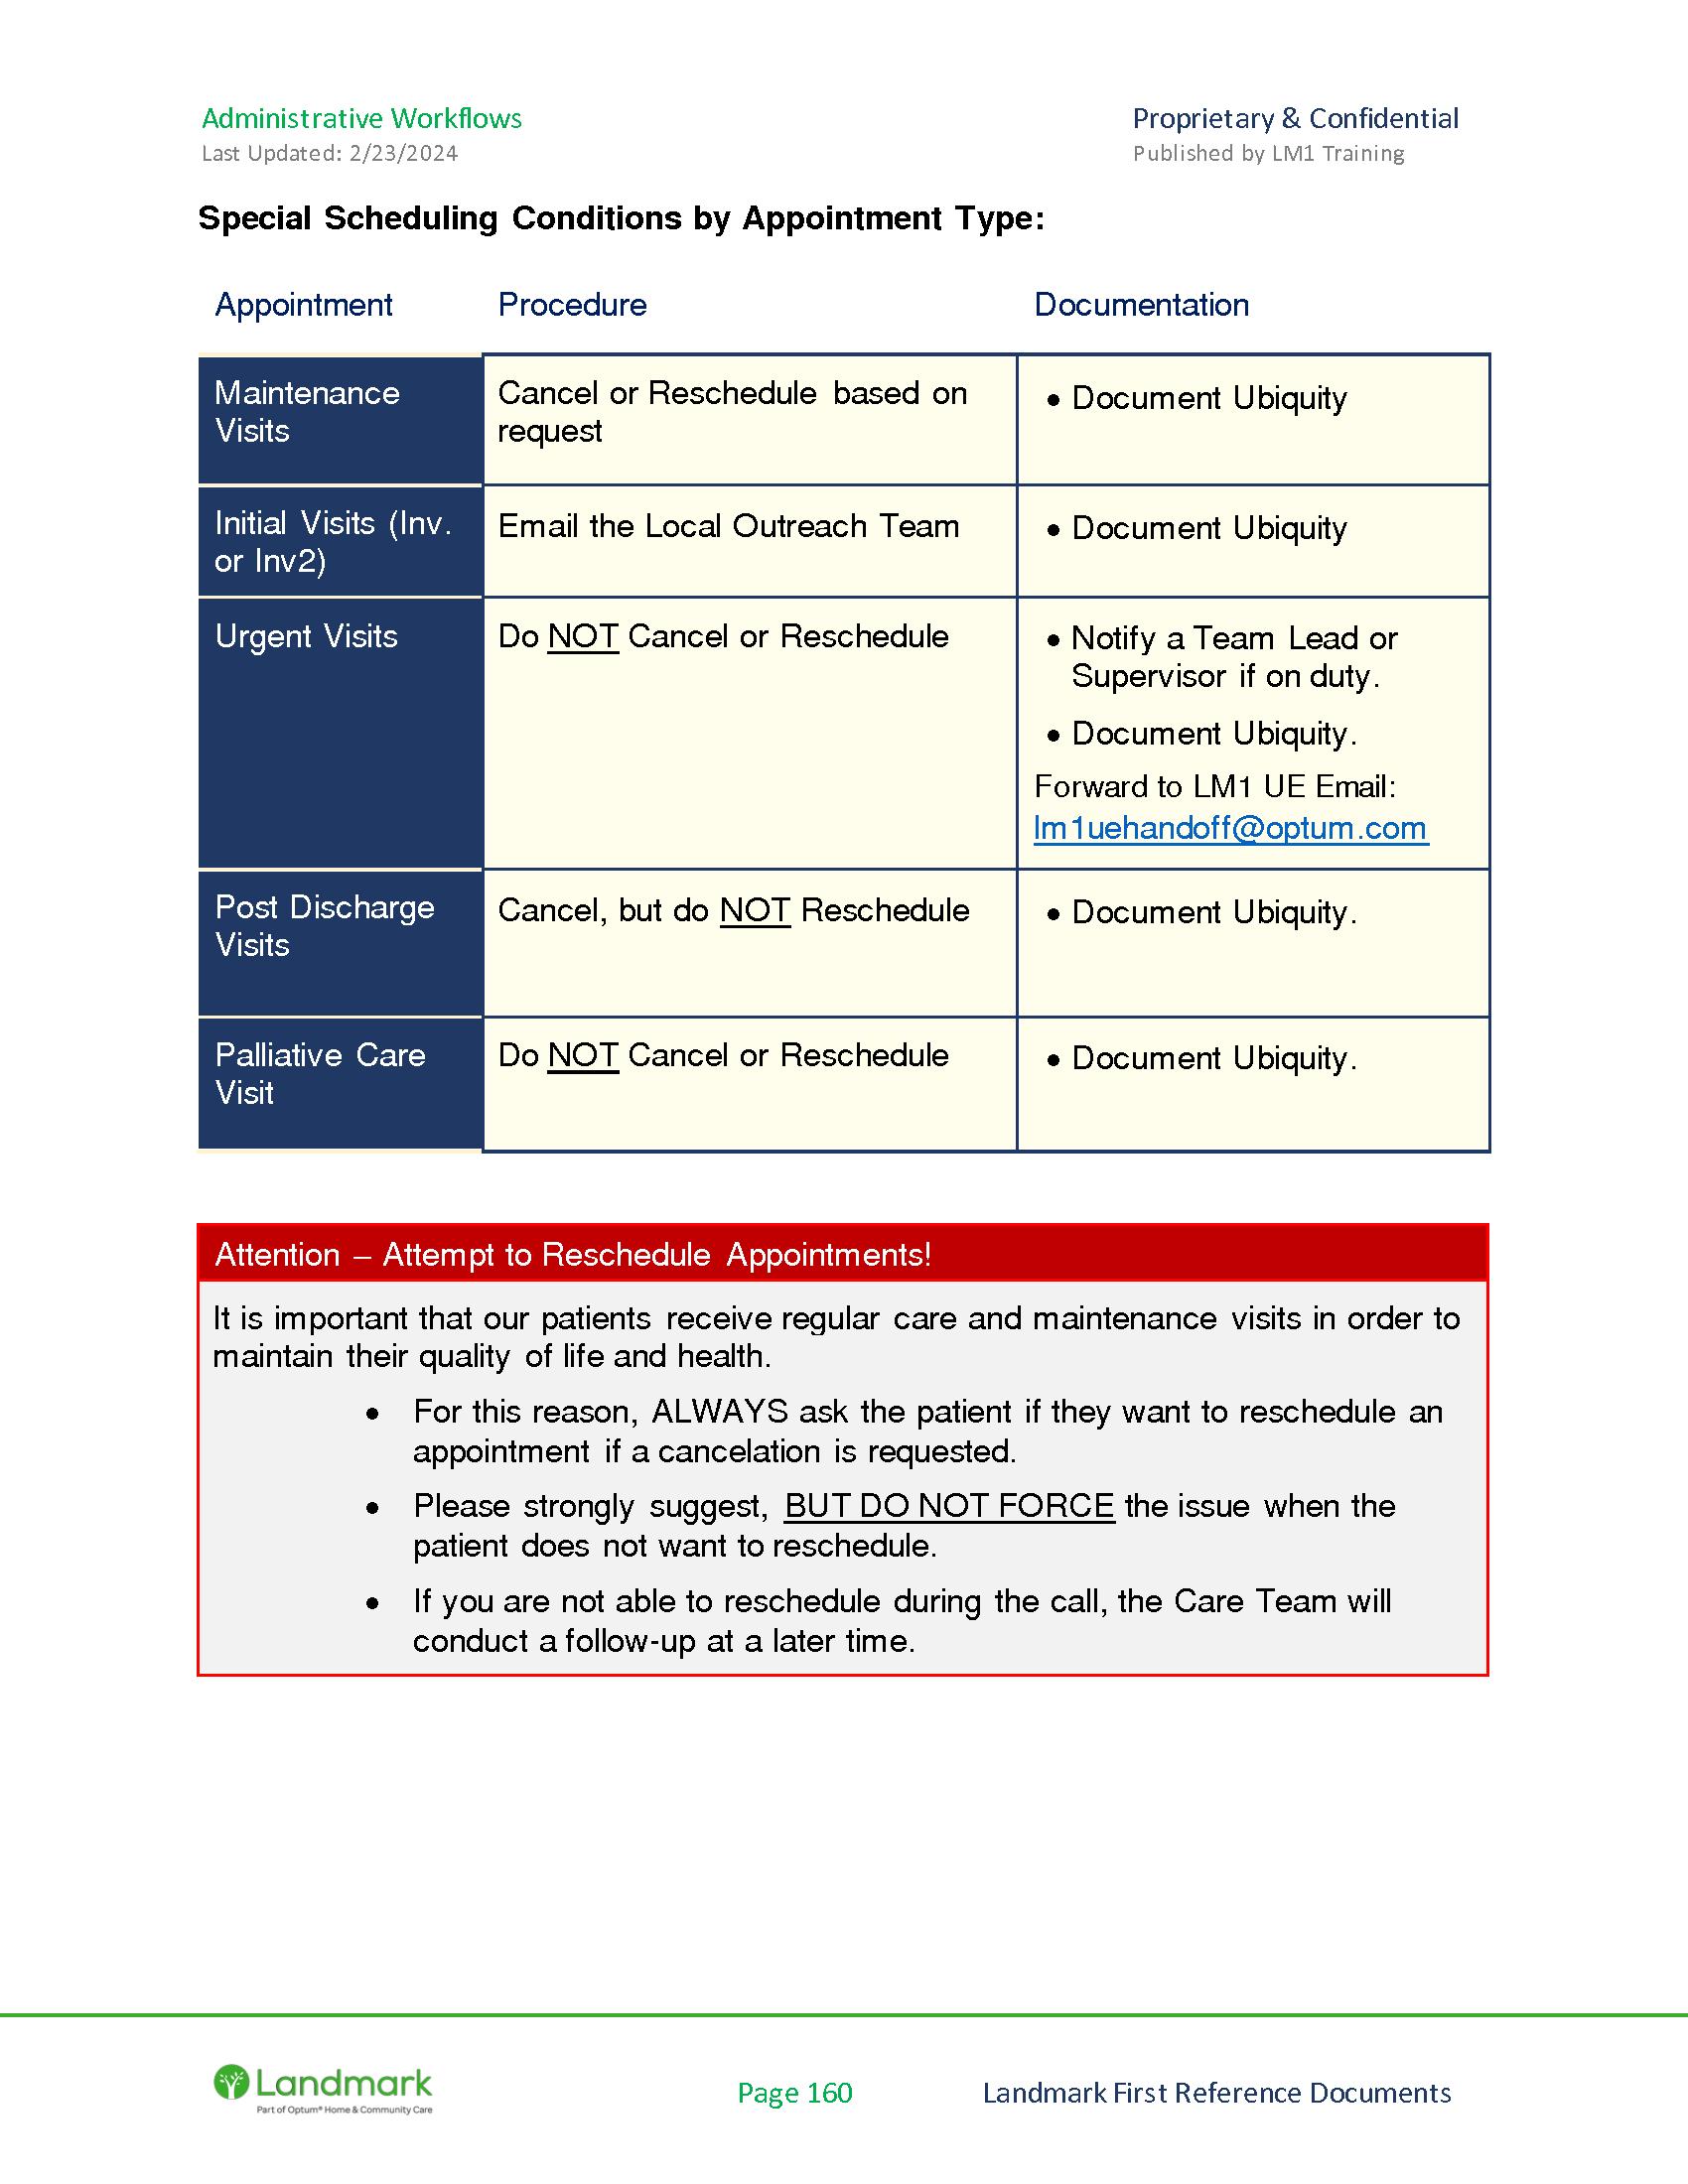 Administrative Workflows
Proprietary & Confidential
Last Updated: 2/23/2024
Published by LM1 Training
Special Scheduling Conditions by Appointment Type:
Appointment
Procedure
Documentation
Maintenance
Visits
Cancel or Reschedule based on
request
• Document Ubiquity
Initial Visits (Inv.
or Inv2)
Email the Local Outreach Team
• Document Ubiquity
Urgent Visits
Do NOT Cancel or Reschedule
• Notify a Team Lead or
Supervisor if on duty.
• Document Ubiquity.
Forward to LM1 UE Email:
lm1uehandoff@optum.com
Post Discharge
Visits
Cancel, but do NOT Reschedule
• Document Ubiquity.
Palliative Care
Visit
Do NOT Cancel or Reschedule
• Document Ubiquity.
Attention – Attempt to Reschedule Appointments!
It is important that our patients receive regular care and maintenance visits in order to
maintain their quality of life and health.
• For this reason, ALWAYS ask the patient if they want to reschedule an
appointment if a cancelation is requested.
• Please strongly suggest, BUT DO NOT FORCE the issue when the
patient does not want to reschedule.
• If you are not able to reschedule during the call, the Care Team will
conduct a follow-up at a later time.
Landmark
Part of Optum® Home & Community Care
Page 160
Landmark First Reference Documents